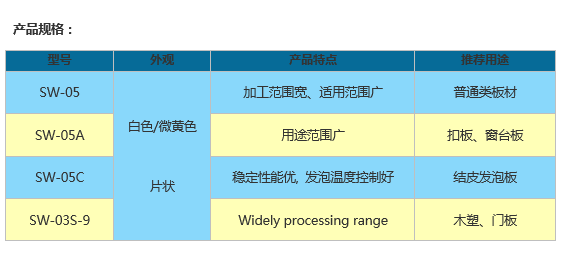 产品规格：
型号 外观 产品特点 推荐用途
SW-05 加工范围宽、适用范围广 普通类板材
白色/微黄色
SW-05A 用途范围广 扣板、窗台板
SW-05C 稳定性能优, 发泡温度控制好 结皮发泡板
片状
SW-03S-9 Widely processing range 木塑、门板